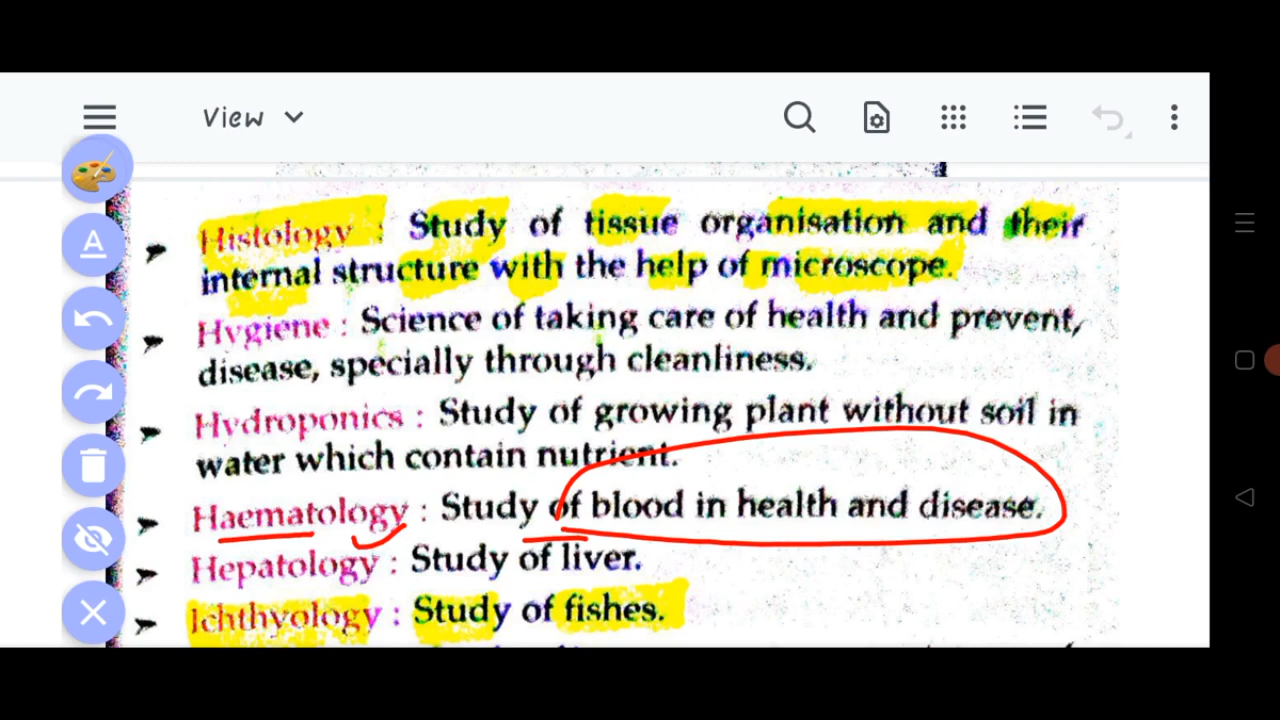 View
Histology : Study of tissue organisation and their
internal structure with the help of microscope.
Hygiene : Science of taking care of health and prevent,
disease, specially through cleanliness.
Hydroponics : Study of growing plant without soil in
water which contain nutrient.
Haematology : Study of blood in health and disease.
Hepatology : Study of liver.
Ichthyology : Study of fishes.